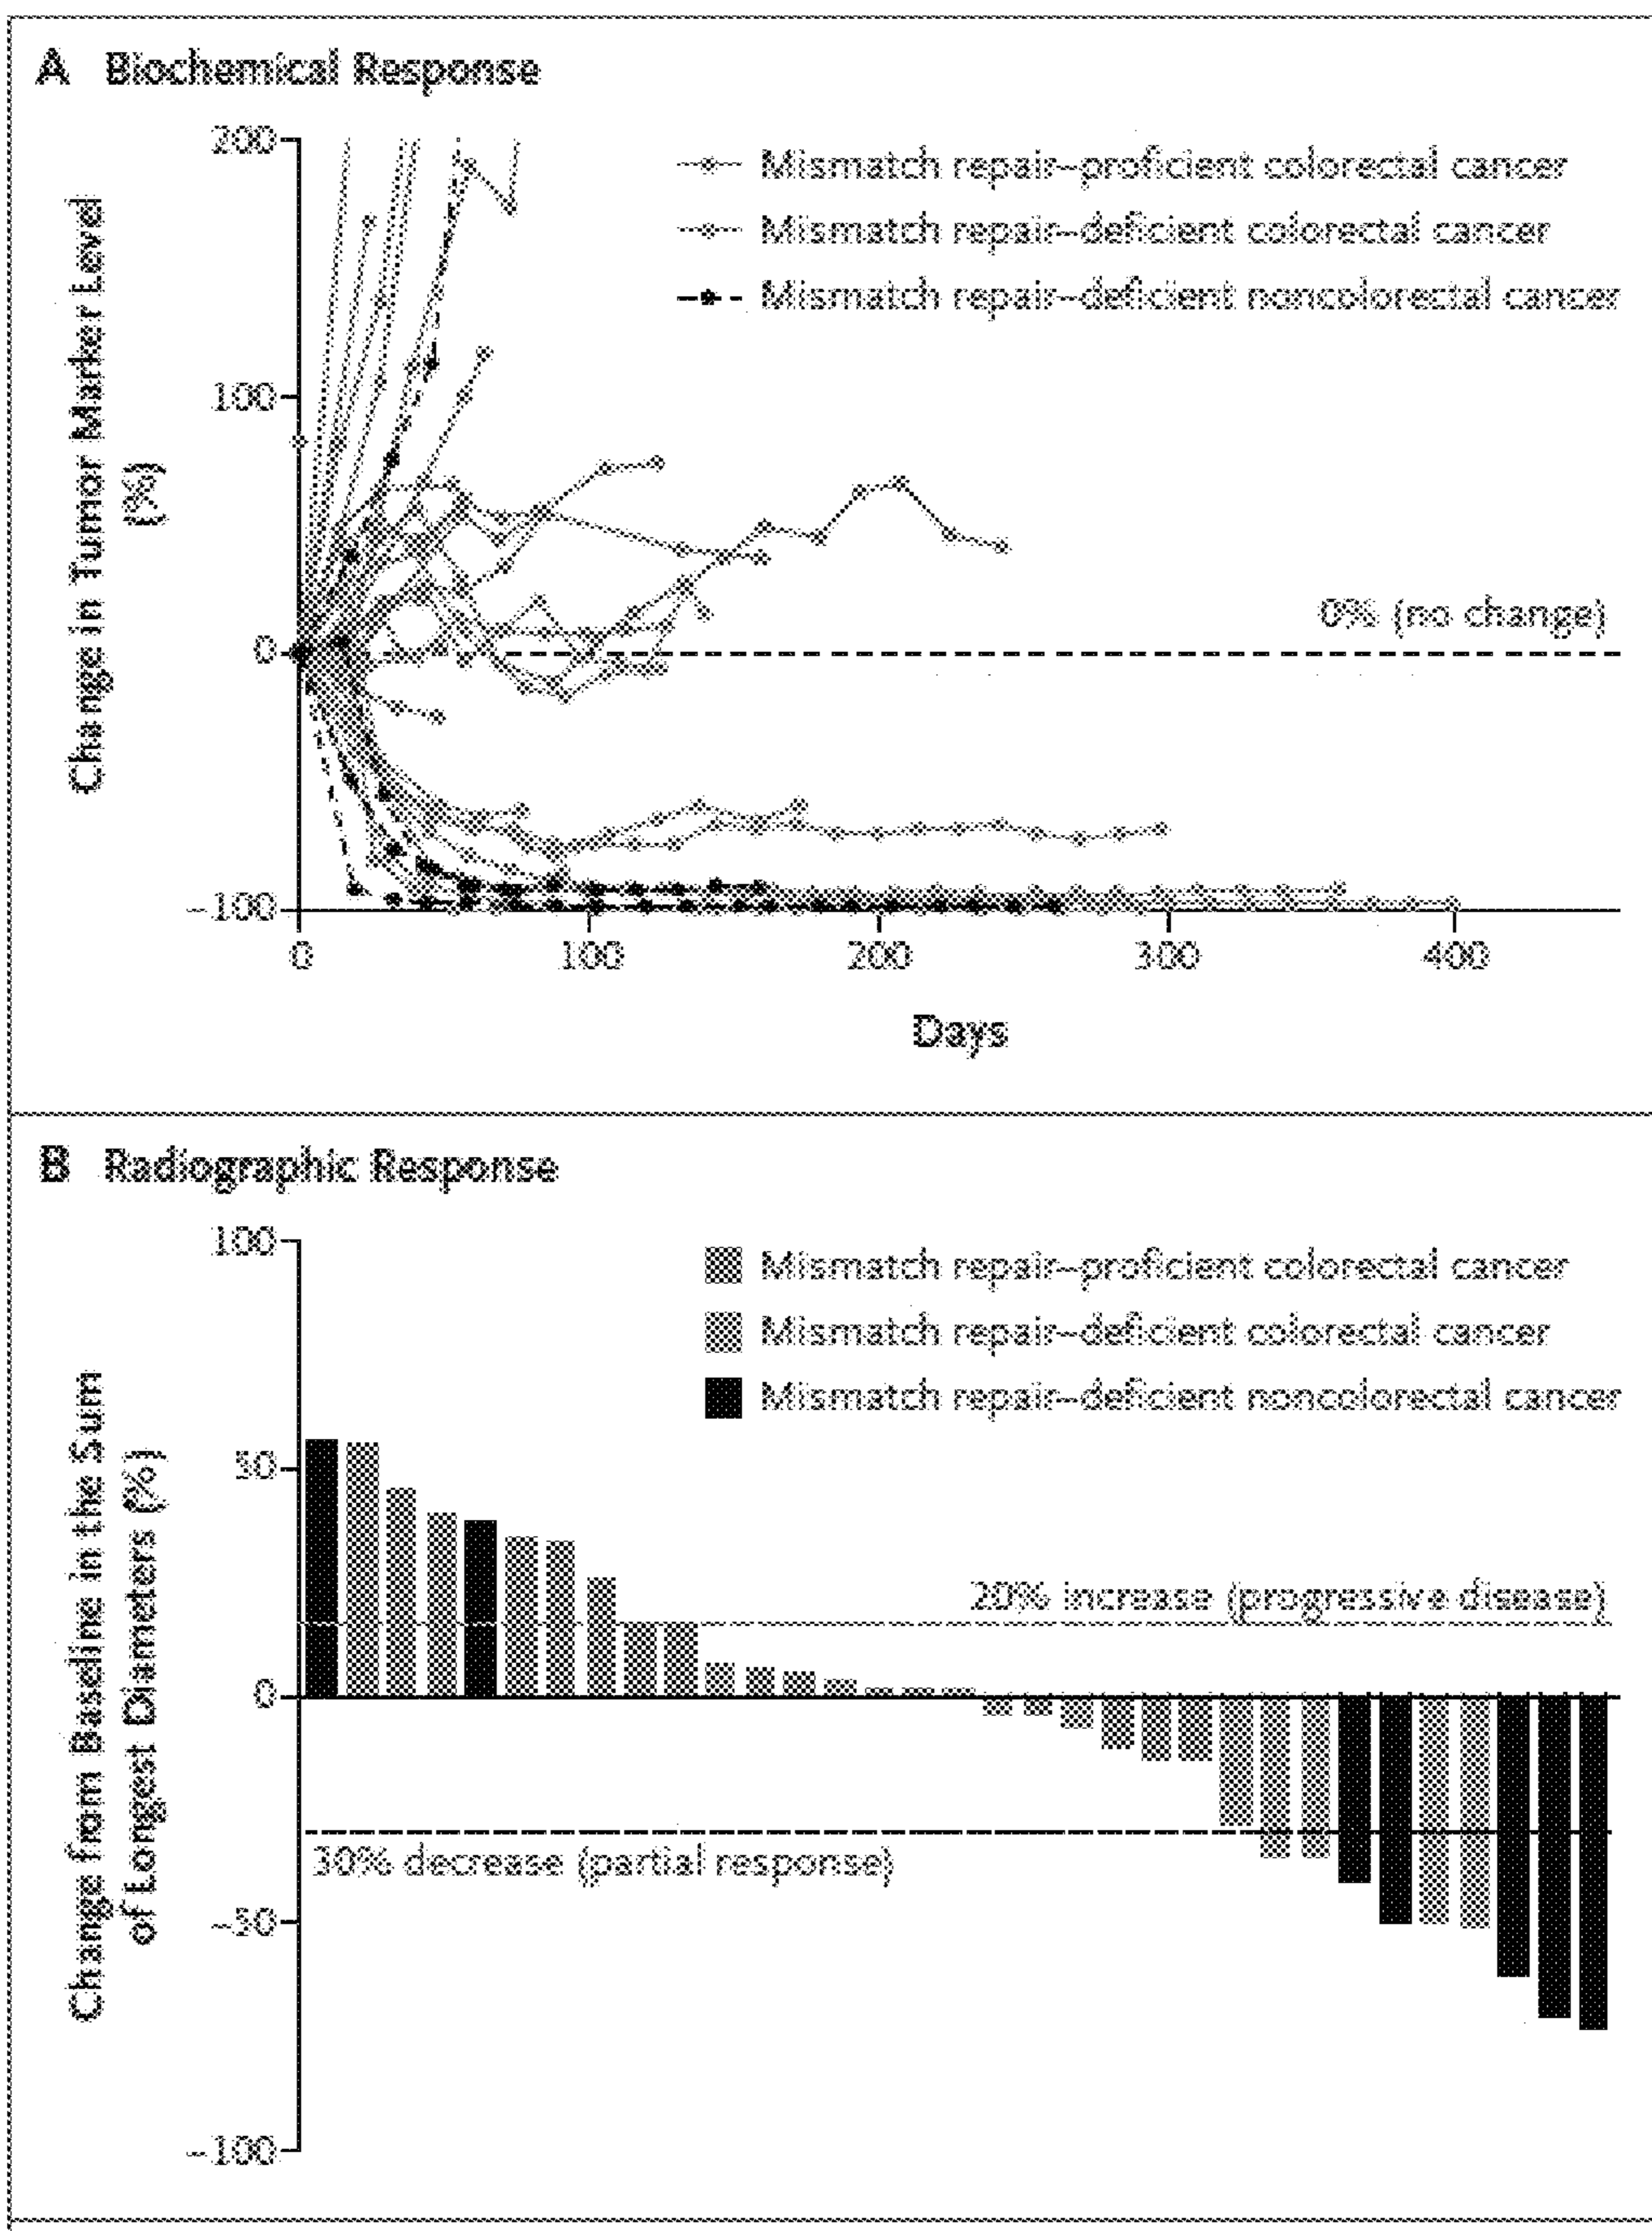 A Biochemical Response
200
100
0
-100
Change in Tumor Marker Level
(%)
Mismatch repair–proficient colorectal cancer
Mismatch repair–deficient colorectal cancer
Mismatch repair–deficient noncolorectal cancer
0% (no change)
0 100 200 300 400
Days
B Radiographic Response
100
50
0
-50
-100
Change from Baseline in the Sum
of Longest Diameters (%)
Mismatch repair–proficient colorectal cancer
Mismatch repair–deficient colorectal cancer
Mismatch repair–deficient noncolorectal cancer
20% increase (progressive disease)
30% decrease (partial response)